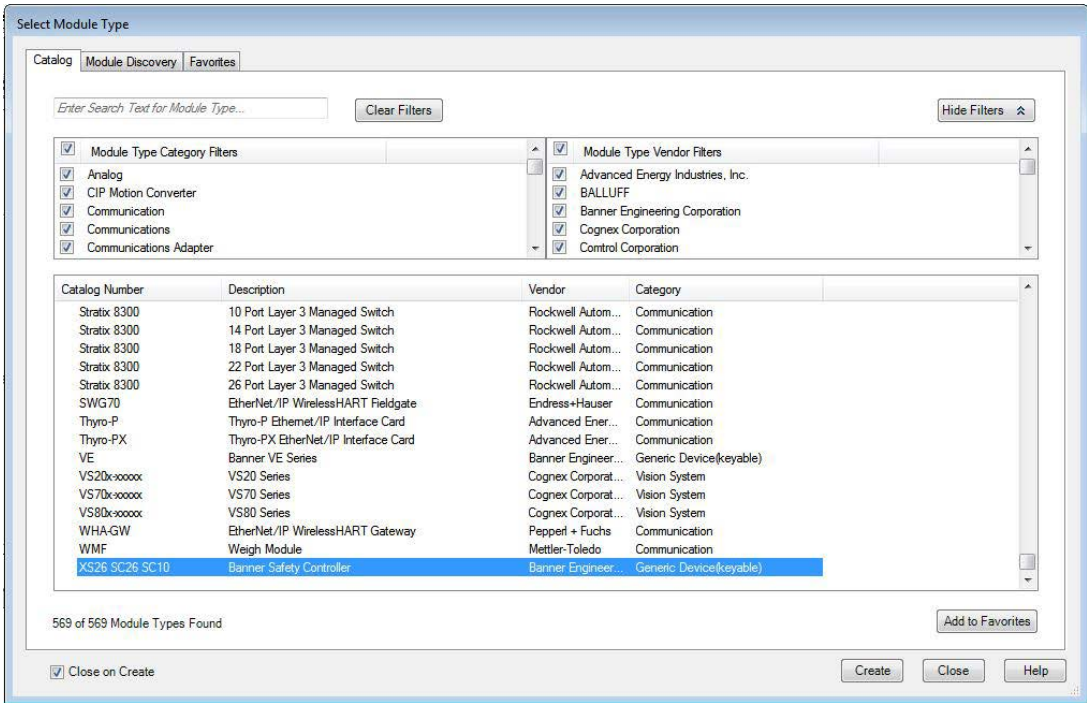 Select Module Type
Catalog Module Discovery Favorites
Enter Search Text for Module Type... Clear Filters Hide Filters
Module Type Category Filters
Analog
CIP Motion Converter
Communication
Communications
Communications Adapter
Module Type Vendor Filters
Advanced Energy Industries, Inc.
BALLUFF
Banner Engineering Corporation
Cognex Corporation
Comtrol Corporation
Catalog Number Description Vendor Category
Stratix 8300 10 Port Layer 3 Managed Switch Rockwell Autom... Communication
Stratix 8300 14 Port Layer 3 Managed Switch Rockwell Autom... Communication
Stratix 8300 18 Port Layer 3 Managed Switch Rockwell Autom... Communication
Stratix 8300 22 Port Layer 3 Managed Switch Rockwell Autom... Communication
Stratix 8300 26 Port Layer 3 Managed Switch Rockwell Autom... Communication
SWG70 EtherNet/IP WirelessHART Fieldgate Endress+Hauser Communication
Thyro-P Thyro-P Ethernet/IP Interface Card Advanced Ener... Communication
Thyro-PX Thyro-PX EtherNet/IP Interface Card Advanced Ener... Communication
VE Banner VE Series Banner Engineer... Generic Device(keyable)
VS20x-xxxxx VS20 Series Cognex Corporat... Vision System
VS70x-xxxxx VS70 Series Cognex Corporat... Vision System
VS80x-xxxxx VS80 Series Cognex Corporat... Vision System
WHA-GW EtherNet/IP WirelessHART Gateway Pepperl + Fuchs Communication
WMF Weigh Module Mettler-Toledo Communication
XS26 SC26 SC10 Banner Safety Controller Banner Engineer... Generic Device(keyable)
569 of 569 Module Types Found Add to Favorites
Close on Create Create Close Help